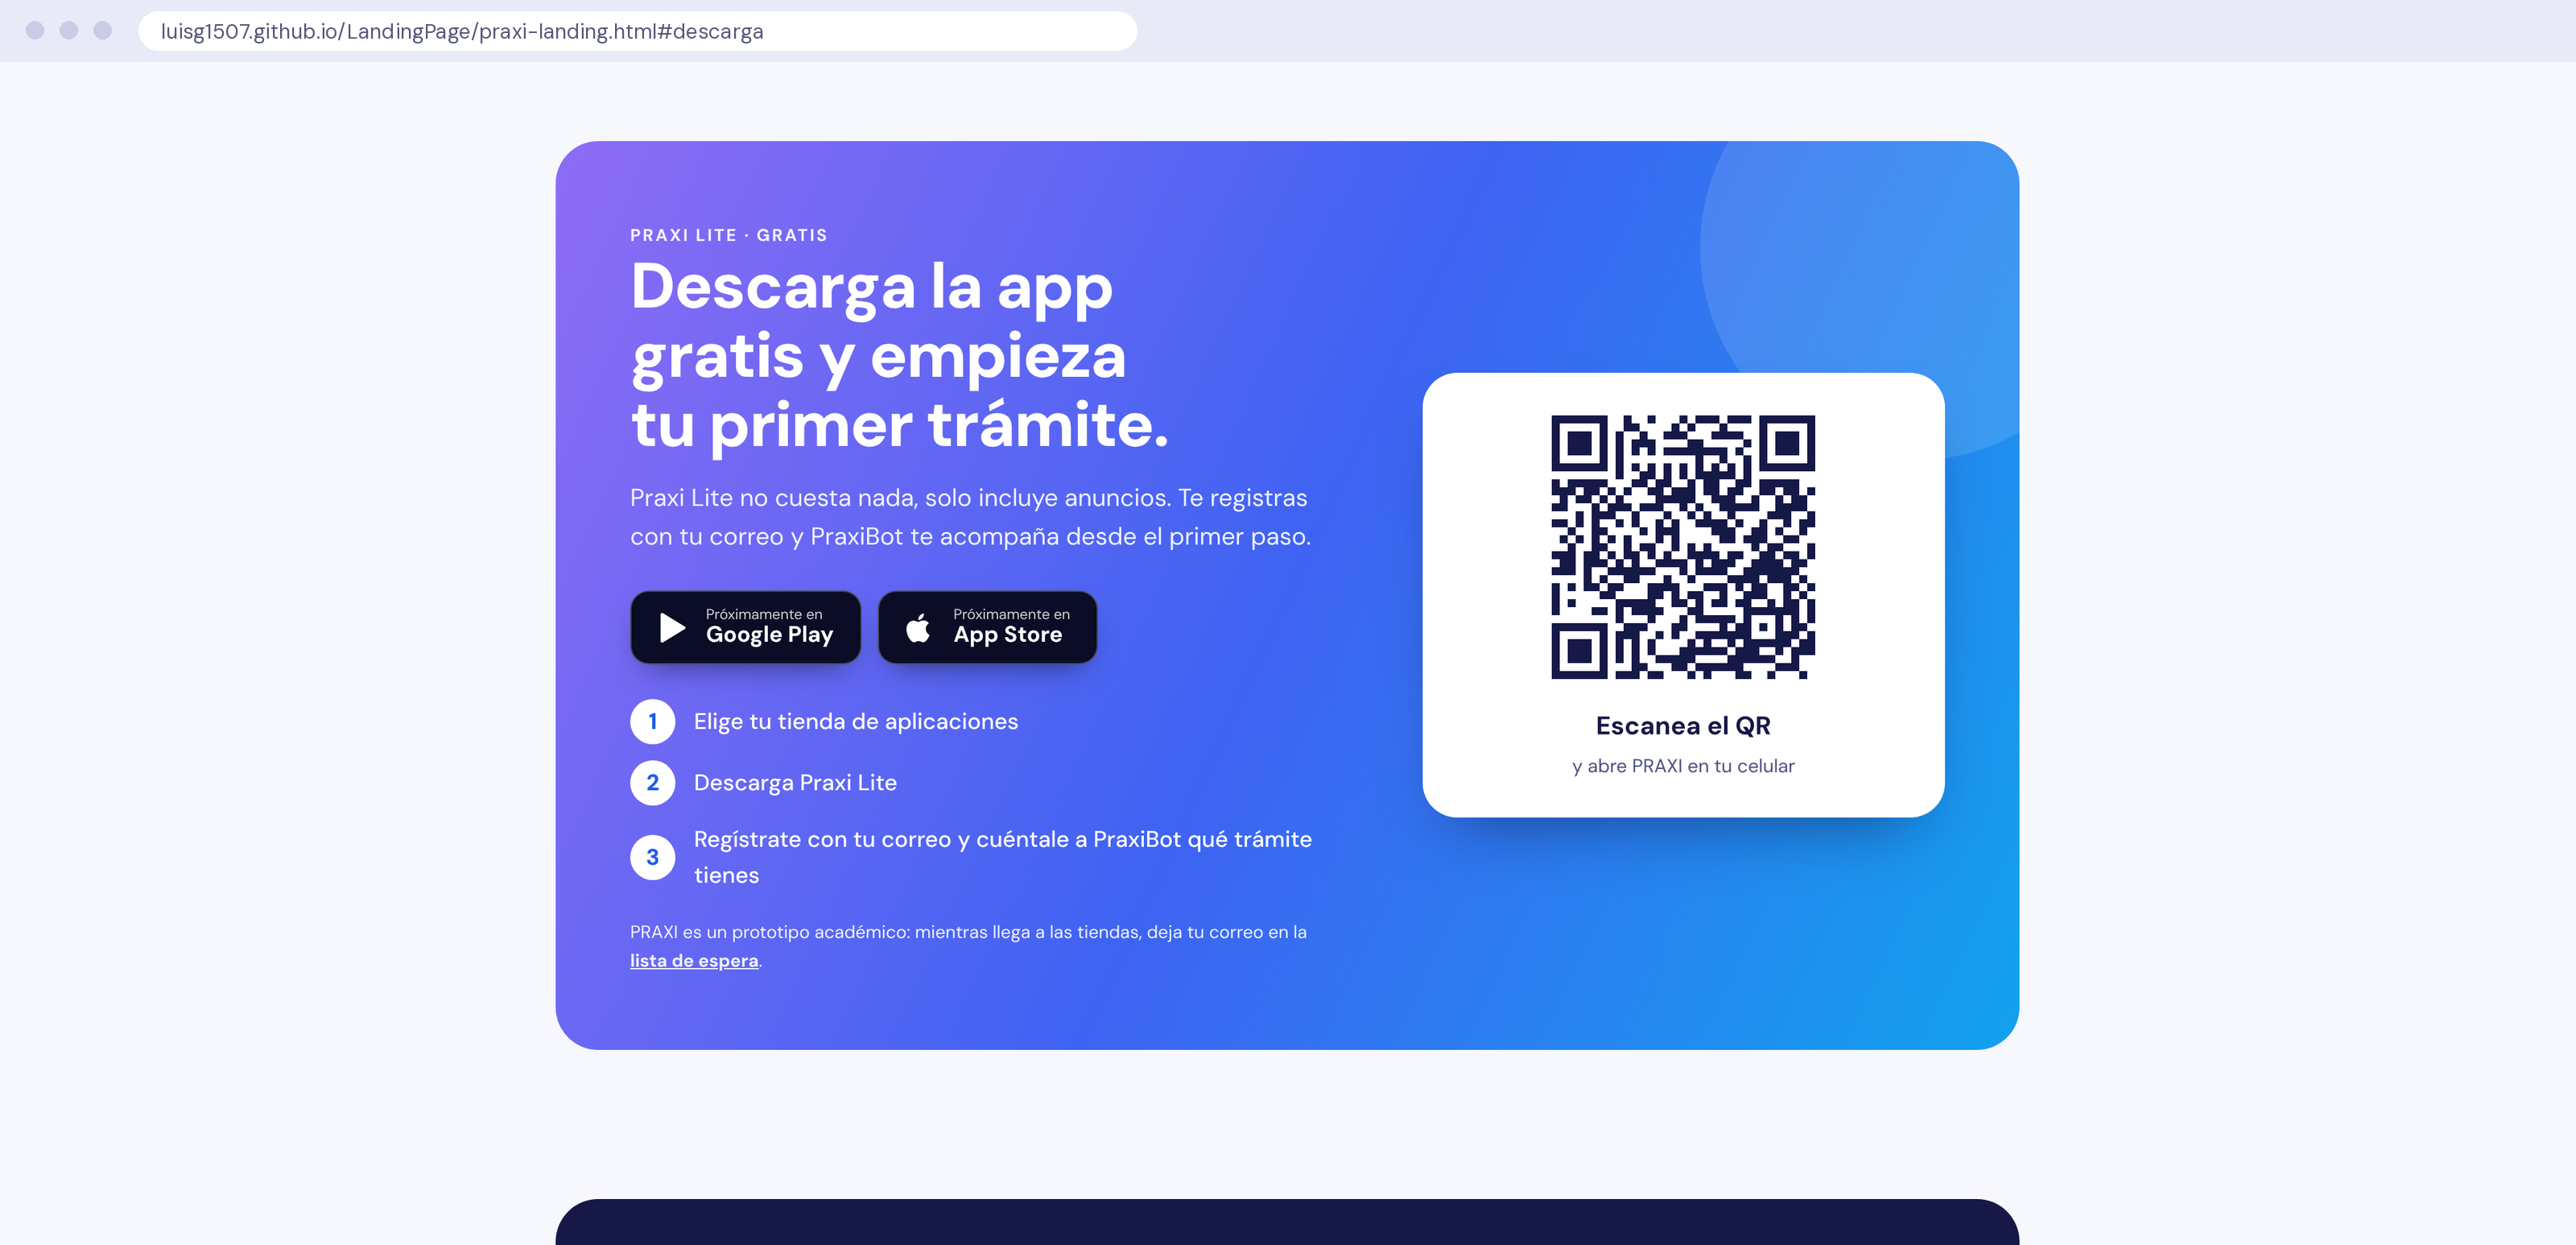 luisg1507.github.io/LandingPage/praxi-landing.html#descarga
PRAXI LITE · GRATIS
Descarga la app
gratis y empieza
tu primer trámite.
Praxi Lite no cuesta nada, solo incluye anuncios. Te registras
con tu correo y PraxiBot te acompaña desde el primer paso.
Próximamente en
Google Play
Próximamente en
App Store
1 Elige tu tienda de aplicaciones
2 Descarga Praxi Lite
3 Regístrate con tu correo y cuéntale a PraxiBot qué trámite
tienes
PRAXI es un prototipo académico: mientras llega a las tiendas, deja tu correo en la
lista de espera.
Escanea el QR
y abre PRAXI en tu celular